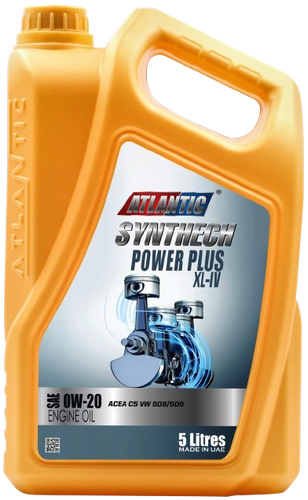 ATLANTIC
ATLANTIC
SYNTHECH
POWER PLUS
XL-IV
SAE 0W-20
ENGINE OIL
ACEA C5 VW 508/509
5 Litres
MADE IN UAE